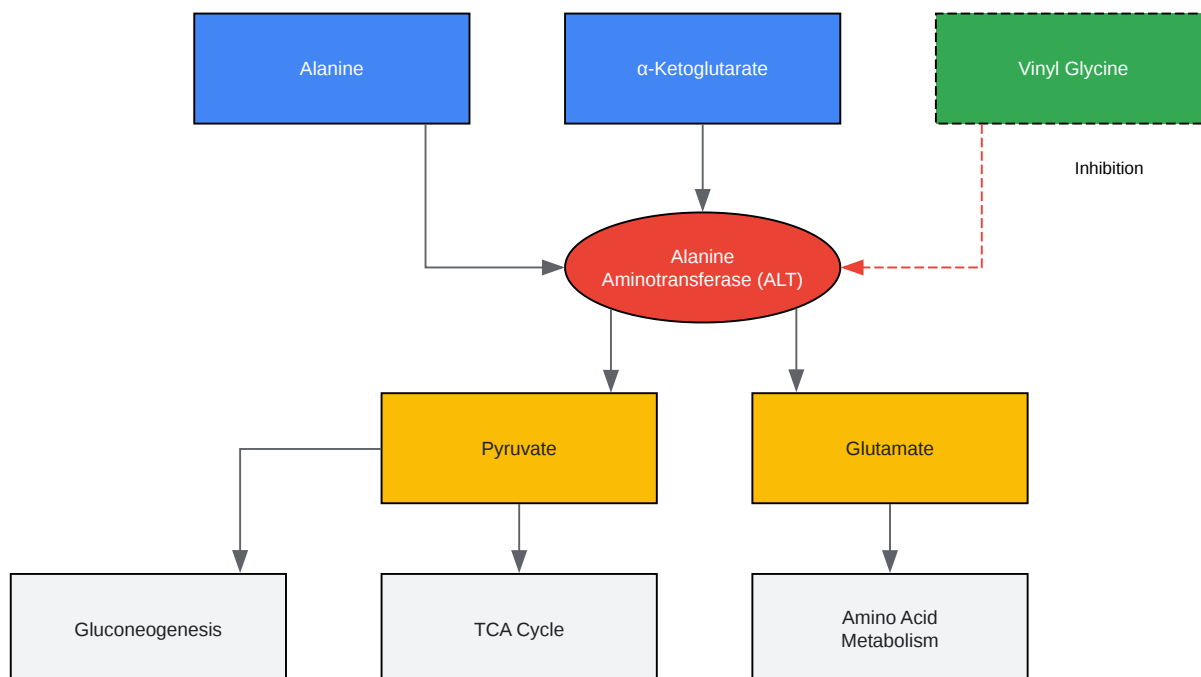 Alanine
α-Ketoglutarate
Vinyl Glycine
Inhibition
Alanine
Aminotransferase (ALT)
Pyruvate
Glutamate
Gluconeogenesis
TCA Cycle
Amino Acid
Metabolism